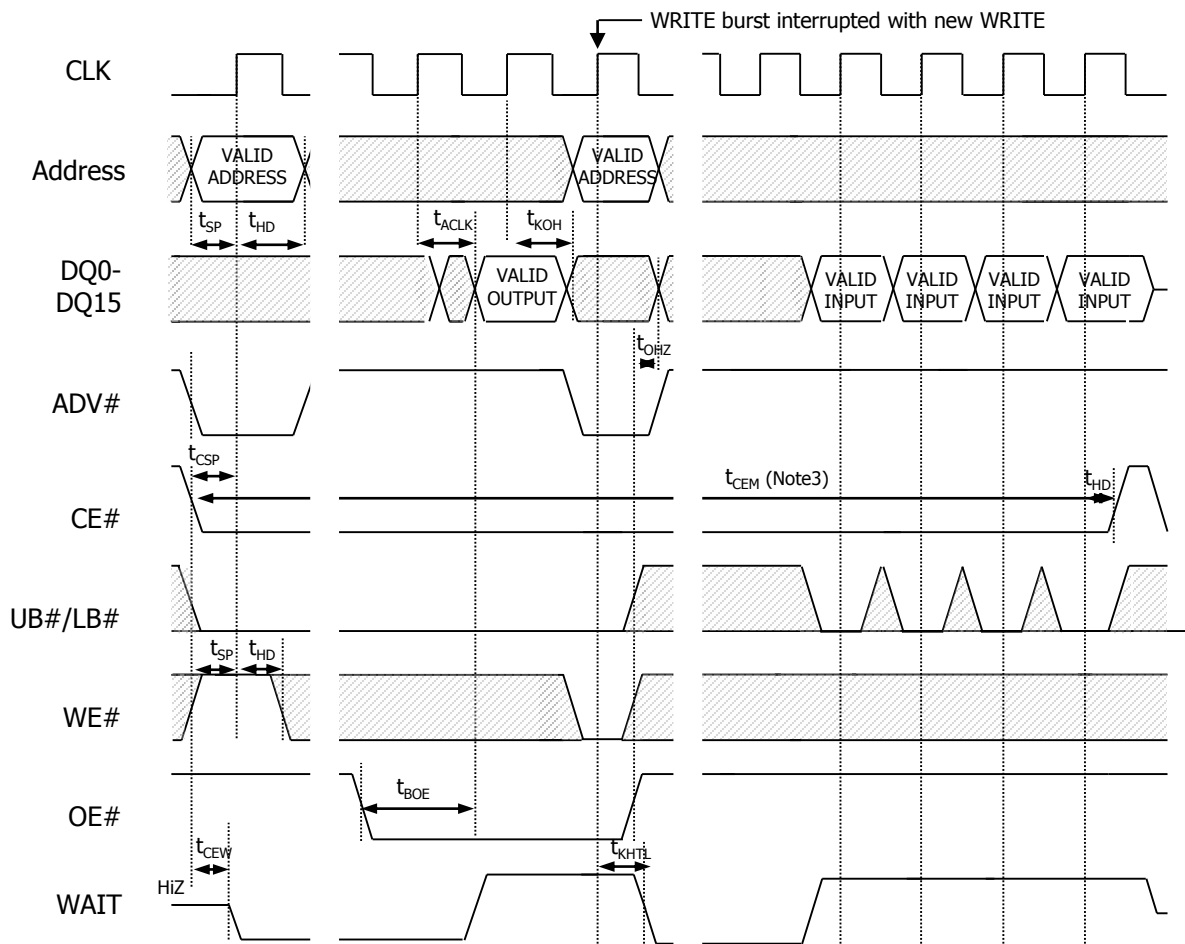 WRITE burst interrupted with new WRITE
CLK
Address
VALID
ADDRESS
VALID
ADDRESS
tSP
tHD
tACLK
tKOH
DQ0-
DQ15
VALID
OUTPUT
VALID
INPUT
VALID
INPUT
VALID
INPUT
VALID
INPUT
tOHZ
ADV#
tCSP
tCEM (Note3)
tHD
CE#
UB#/LB#
tSP
tHD
WE#
tBOE
OE#
tCEW
tKHTL
HiZ
WAIT